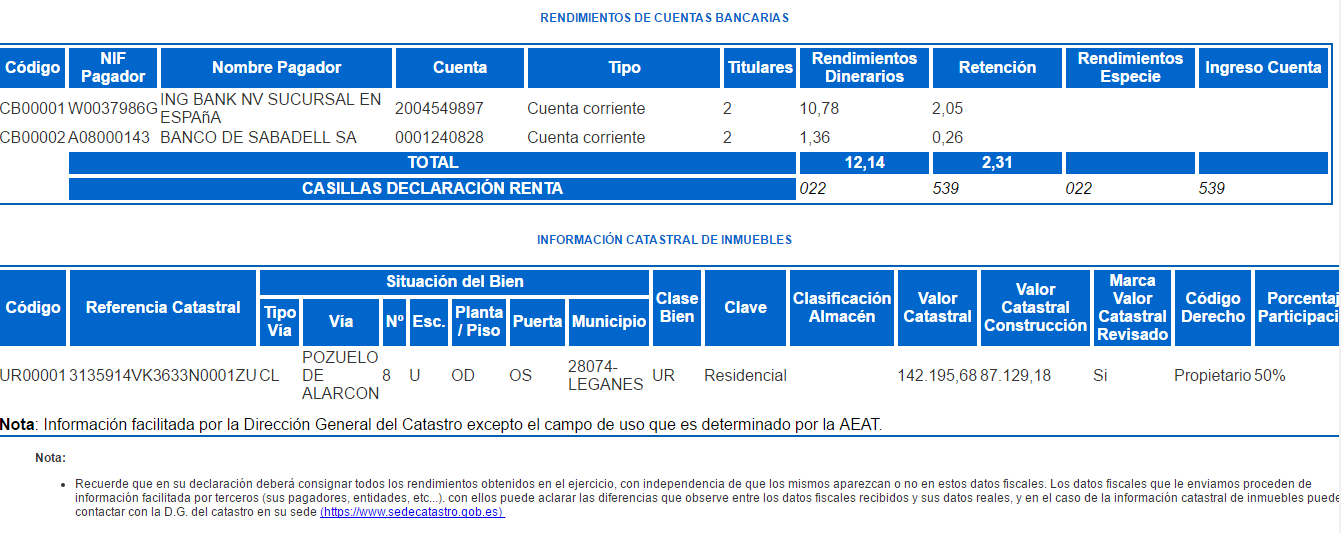 RENDIMIENTOS DE CUENTAS BANCARIAS
Código NIF Pagador Nombre Pagador Cuenta Tipo Titulares Rendimientos Dinerarios Retención Rendimientos Especie Ingreso Cuenta
CB00001 W0037986G ING BANK NV SUCURSAL EN ESPAñA 2004549897 Cuenta corriente 2 10,78 2,05
CB00002 A08000143 BANCO DE SABADELL SA 0001240828 Cuenta corriente 2 1,36 0,26
TOTAL 12,14 2,31
CASILLAS DECLARACIÓN RENTA 022 539 022 539
INFORMACIÓN CATASTRAL DE INMUEBLES
Código Referencia Catastral Situación del Bien Clase Bien Clave Clasificación Almacén Valor Catastral Valor Catastral Construcción Marca Valor Catastral Revisado Código Derecho Porcentaj Participaci
Tipo Vía Vía Nº Esc. Planta / Piso Puerta Municipio
UR00001 3135914VK3633N0001ZU CL POZUELO DE ALARCON 8 U OD OS 28074-LEGANES UR Residencial 142.195,68 87.129,18 Si Propietario 50%
Nota: Información facilitada por la Dirección General del Catastro excepto el campo de uso que es determinado por la AEAT.
Nota:
• Recuerde que en su declaración deberá consignar todos los rendimientos obtenidos en el ejercicio, con independencia de que los mismos aparezcan o no en estos datos fiscales. Los datos fiscales que le enviamos proceden de
información facilitada por terceros (sus pagadores, entidades, etc...). con ellos puede aclarar las diferencias que observe entre los datos fiscales recibidos y sus datos reales, y en el caso de la información catastral de inmuebles puede
contactar con la D.G. del catastro en su sede (https://www.sedecatastro.gob.es)